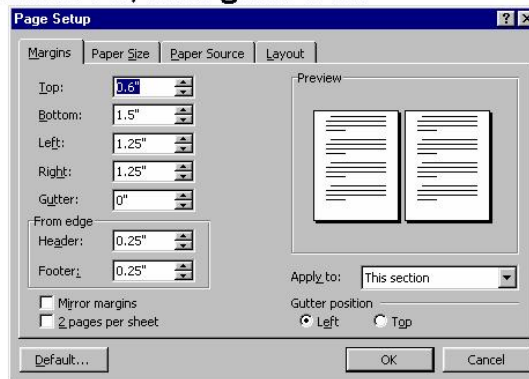 Page Setup
Margins Paper Size Paper Source Layout
Top: 0.6"
Bottom: 1.5"
Left: 1.25"
Right: 1.25"
Gutter: 0"
From edge
Header: 0.25"
Footer: 0.25"
Mirror margins
2 pages per sheet
Preview
Apply to: This section
Gutter position
Left Top
Default... OK Cancel